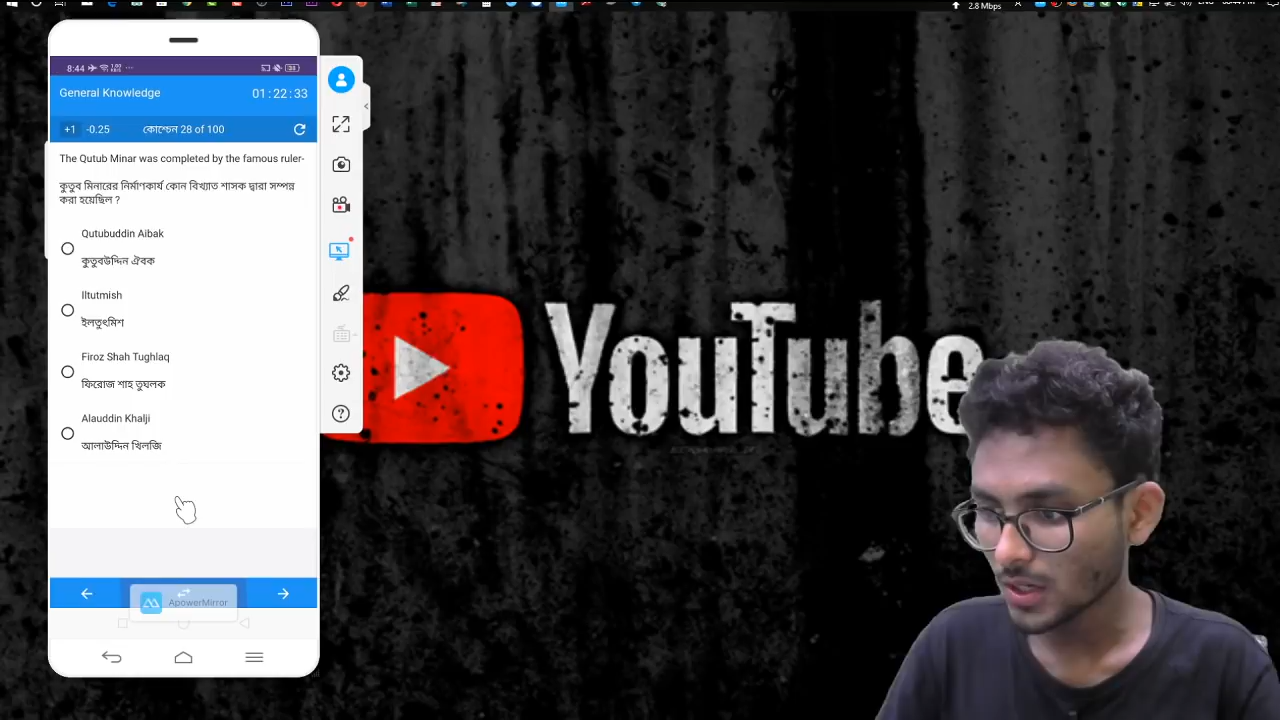 2.8 Mbps
8:44
General Knowledge
01:22:33
+1 -0.25 কোশ্চেন 28 of 100
The Qutub Minar was completed by the famous ruler-
কুতুব মিনারের নির্মাণকার্য কোন বিখ্যাত শাসক দ্বারা সম্পন্ন
করা হয়েছিল ?
Qutubuddin Aibak
কুতুবউদ্দিন ঐবক
Iltutmish
ইলতুৎমিশ
Firoz Shah Tughlaq
ফিরোজ শাহ তুঘলক
Alauddin Khalji
আলাউদ্দিন খিলজি
ApowerMirror
YouTube